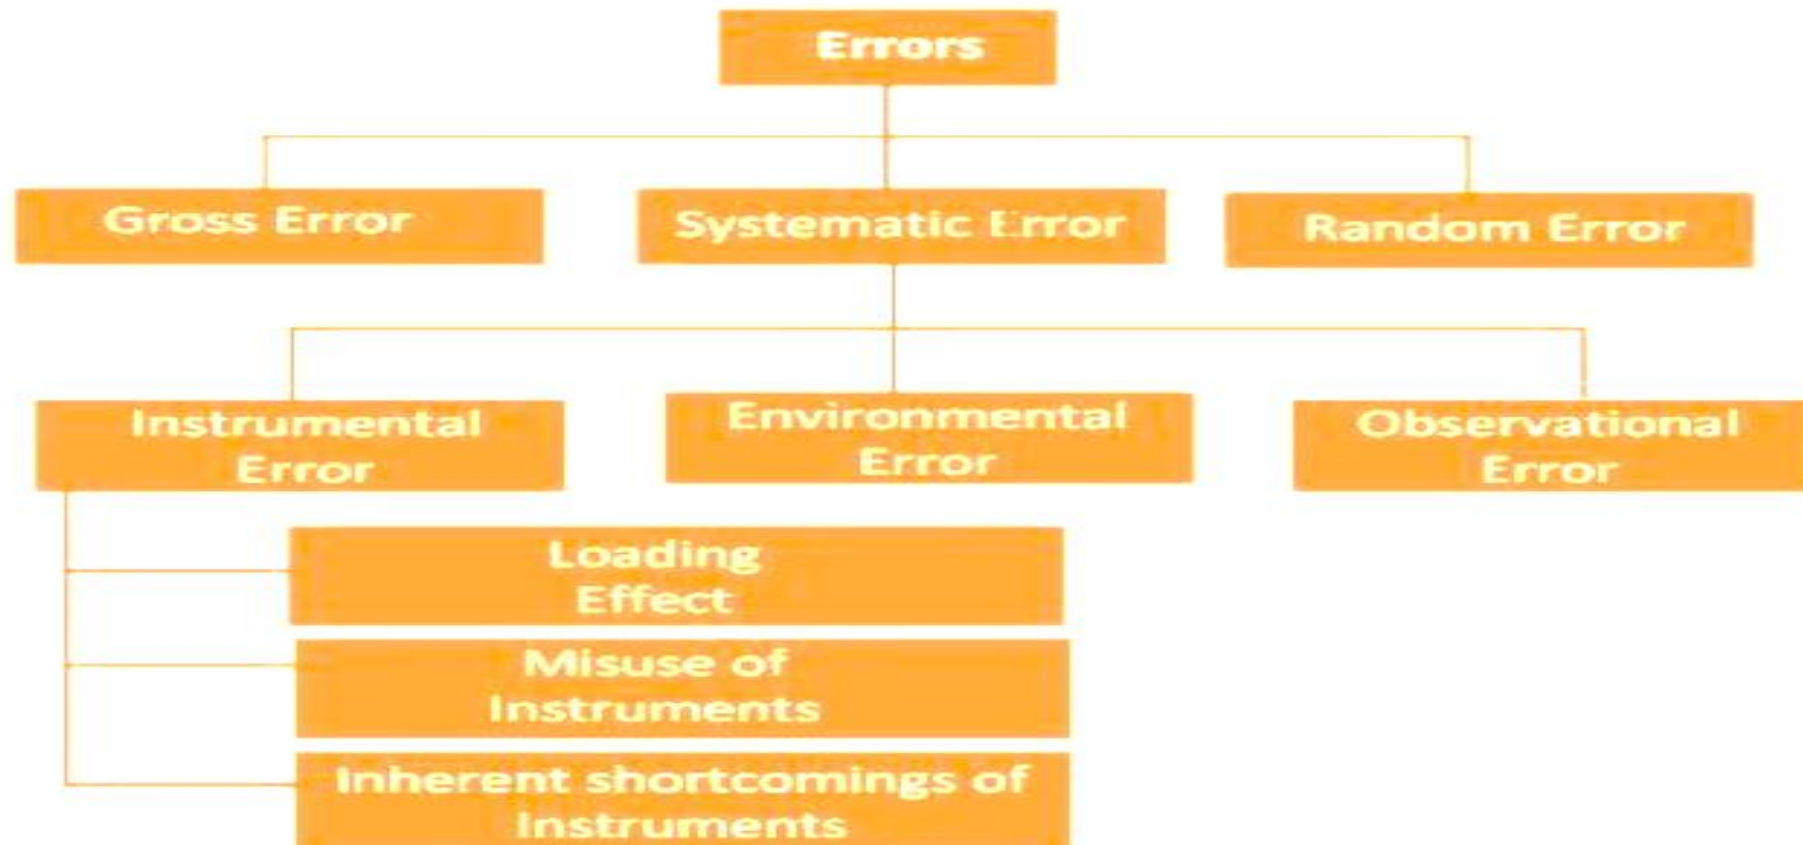 Errors
Gross Error
Systematic Error
Random Error
Instrumental
Error
Environmental
Error
Observational
Error
Loading
Effect
Misuse of
Instruments
Inherent shortcomings of
Instruments